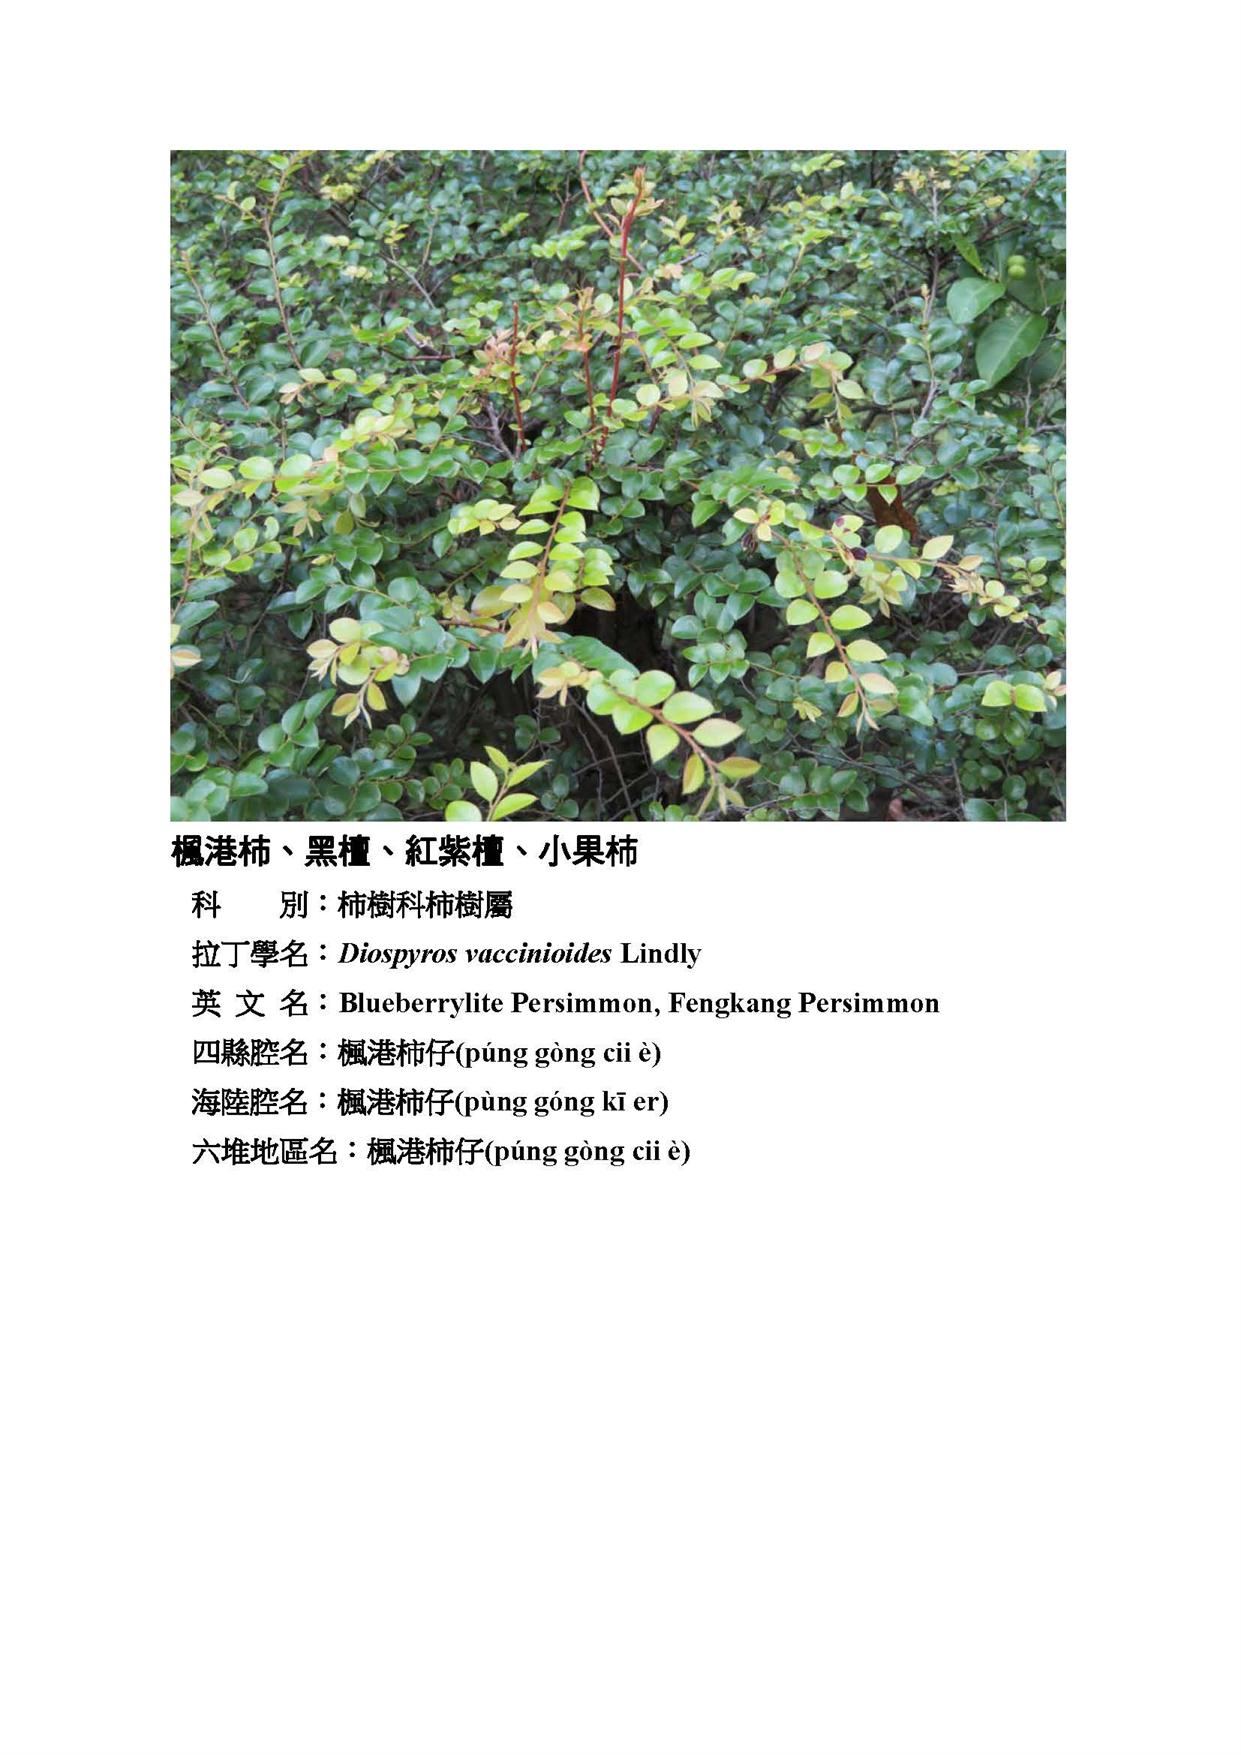 楓港柿、黑檀、紅紫檀、小果柿
科　　別：柿樹科柿樹屬
拉丁學名：Diospyros vaccinioides Lindly
英 文 名：Blueberrylite Persimmon, Fengkang Persimmon
四縣腔名：楓港柿仔(púng gòng cii è)
海陸腔名：楓港柿仔(pùng góng kī er)
六堆地區名：楓港柿仔(púng gòng cii è)